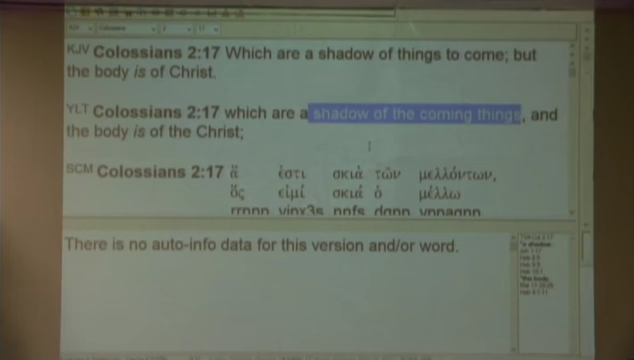 KJV Colossians 2:17 Which are a shadow of things to come; but
the body is of Christ.
YLT Colossians 2:17 which are a shadow of the coming things, and
the body is of the Christ;
SCM Colossians 2:17 ἅ ἐστι σκιὰ τῶν μελλόντων,
ὅς εἰμί σκιά ὁ μέλλω
There is no auto-info data for this version and/or word.